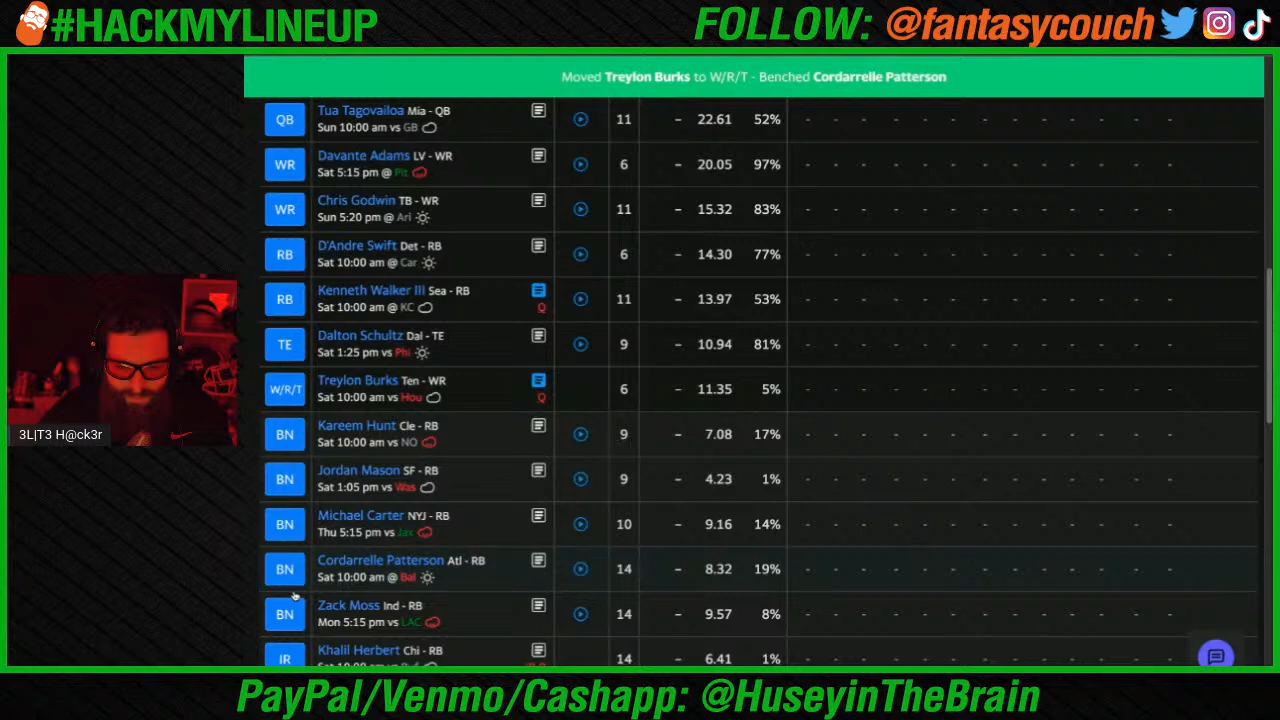 #HACKMYLINEUP
FOLLOW: @fantasycouch
Moved Treylon Burks to W/R/T - Benched Cordarrelle Patterson
QB Tua Tagovailoa Mia - QB 11 - 22.61 52% - - - - - - - - - - - - - -
Sun 10:00 am vs GB
WR Davante Adams LV - WR 6 - 20.05 97% - - - - - - - - - - - - - -
Sat 5:15 pm @ Pit
WR Chris Godwin TB - WR 11 - 15.32 83% - - - - - - - - - - - - - -
Sun 5:20 pm @ Ari
RB D'Andre Swift Det - RB 6 - 14.30 77% - - - - - - - - - - - - - -
Sat 10:00 am @ Car
RB Kenneth Walker III Sea - RB 11 - 13.97 53% - - - - - - - - - - - - - -
Sat 10:00 am @ KC Q
TE Dalton Schultz Dal - TE 9 - 10.94 81% - - - - - - - - - - - - - -
Sat 1:25 pm vs Phi
W/R/T Treylon Burks Ten - WR 6 - 11.35 5% - - - - - - - - - - - - - -
Sat 10:00 am vs Hou Q
BN Kareem Hunt Cle - RB 9 - 7.08 17% - - - - - - - - - - - - - -
Sat 10:00 am vs NO
3L|T3 H@ck3r
BN Jordan Mason SF - RB 9 - 4.23 1% - - - - - - - - - - - - - -
Sat 1:05 pm vs Was
BN Michael Carter NYJ - RB 10 - 9.16 14% - - - - - - - - - - - - - -
Thu 5:15 pm vs Jax
BN Cordarrelle Patterson Atl - RB 14 - 8.32 19% - - - - - - - - - - - - - -
Sat 10:00 am @ Bal
BN Zack Moss Ind - RB 14 - 9.57 8% - - - - - - - - - - - - - -
Mon 5:15 pm vs LAC
IR Khalil Herbert Chi - RB 14 - 6.41 1% - - - - - - - - - - - - - -
PayPal/Venmo/Cashapp: @HuseyinTheBrain